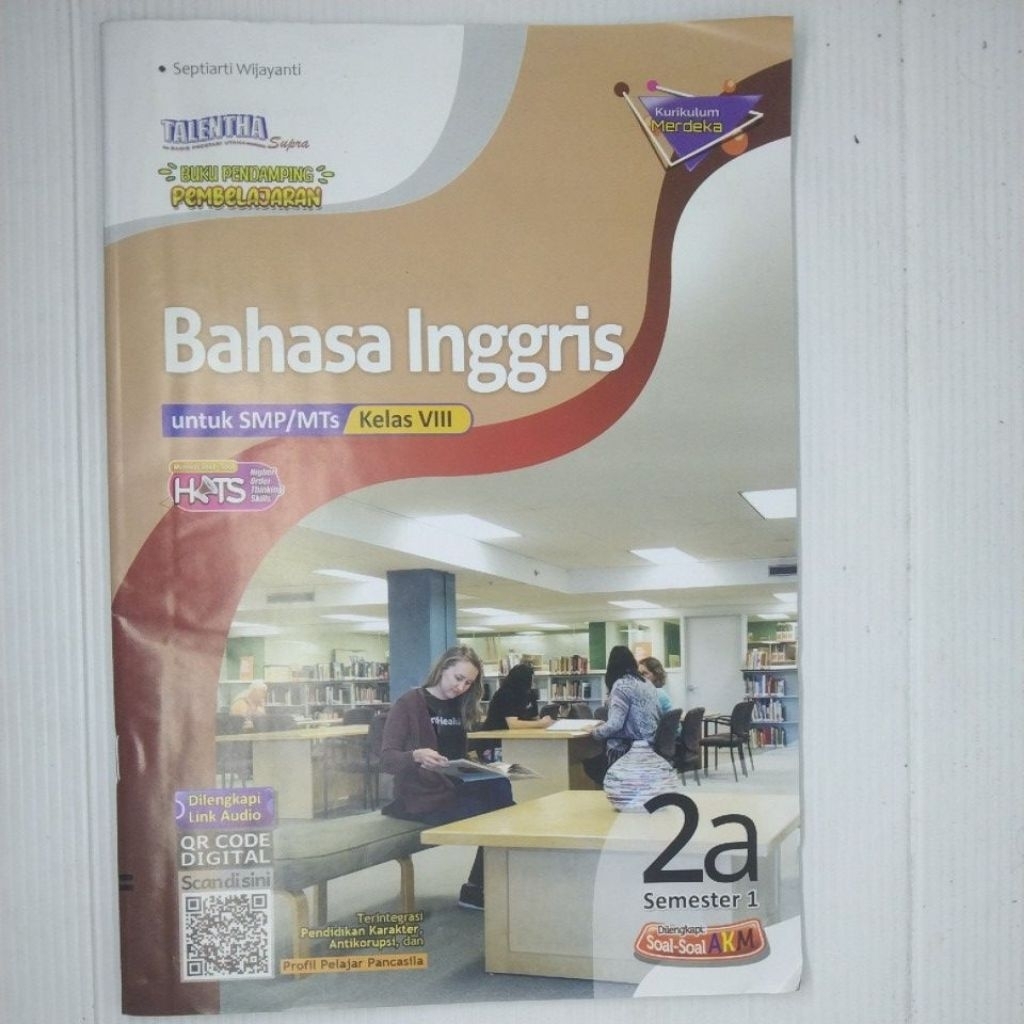 • Septiarti Wijayanti
TALENTHA
Supra
BUKU PENDAMPING
PEMBELAJARAN
Kurikulum
Merdeka
Bahasa Inggris
untuk SMP/MTs Kelas VIII
HOTS
Higher
Order
Thinking
Skills
Dilengkapi
Link Audio
QR CODE
DIGITAL
Scan di sini
Terintegrasi
Pendidikan Karakter,
Antikorupsi, dan
Profil Pelajar Pancasila
2a
Semester 1
Dilengkapi:
Soal-Soal AKM